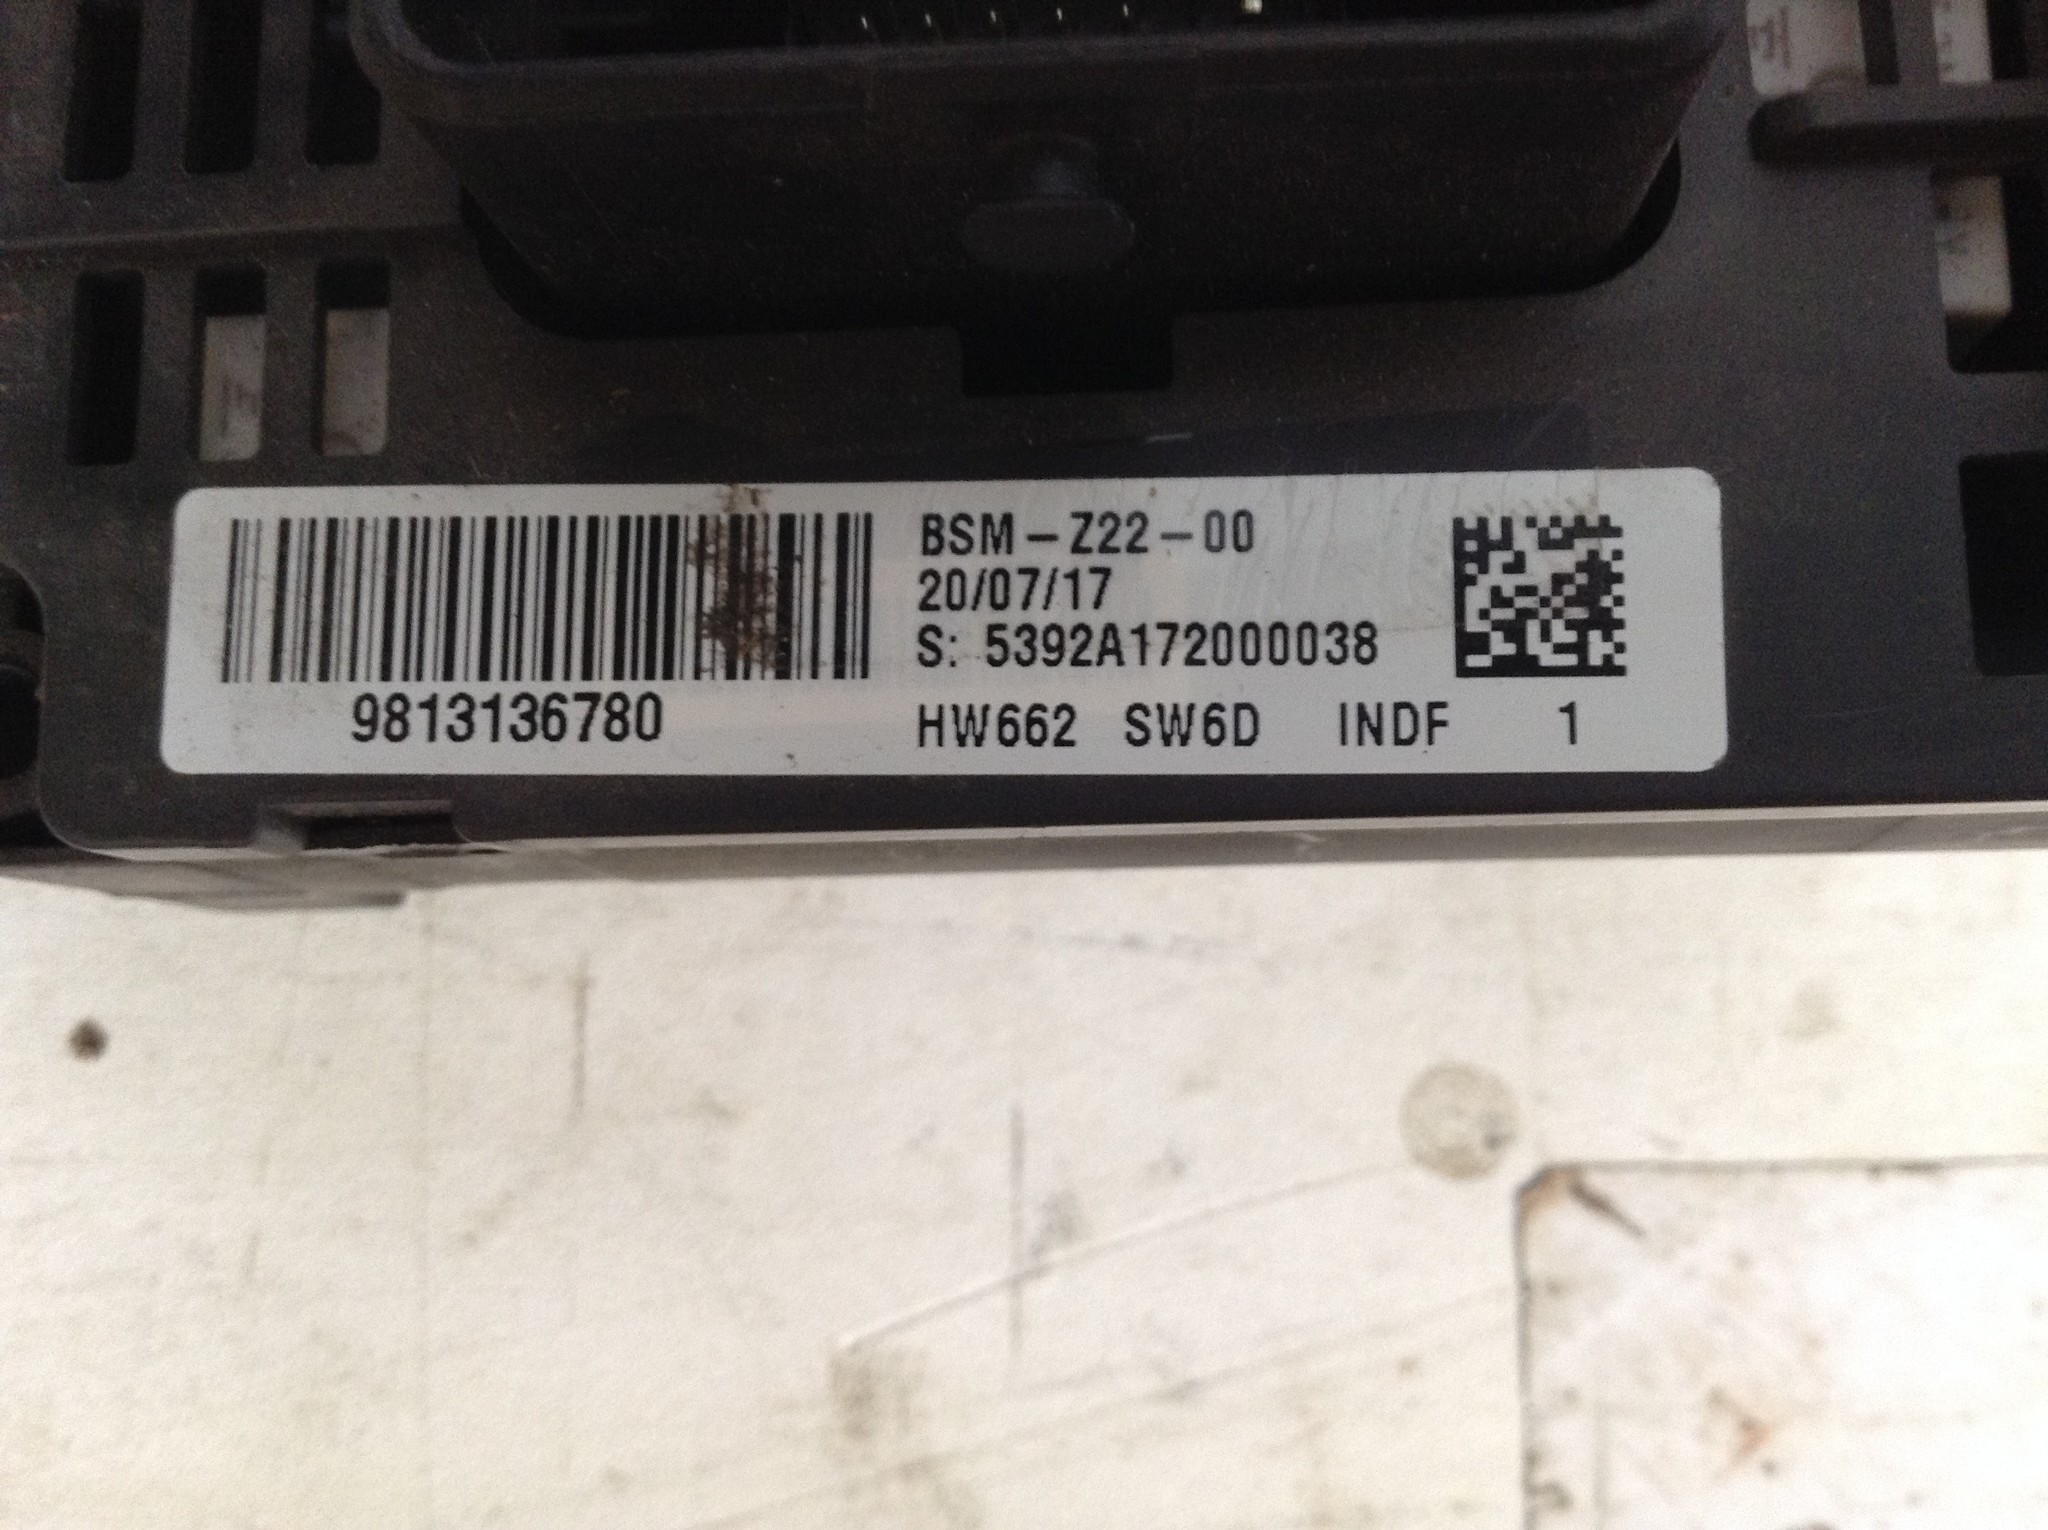 BSM-Z22-00
20/07/17
S: 5392A172000038
9813136780
HW662 SW6D INDF 1